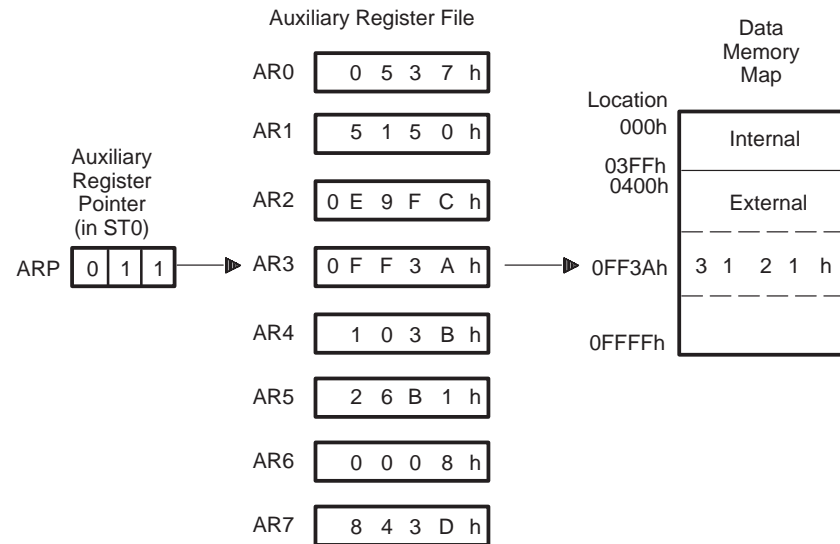 Auxiliary Register File
AR0 0 5 3 7 h
AR1 5 1 5 0 h
AR2 0 E 9 F C h
AR3 0 F F 3 A h
AR4 1 0 3 B h
AR5 2 6 B 1 h
AR6 0 0 0 8 h
AR7 8 4 3 D h
Auxiliary
Register
Pointer
(in ST0)
ARP 0 1 1
Data
Memory
Map
Location
000h
Internal
03FFh
0400h
External
0FF3Ah 3 1 2 1 h
0FFFFh